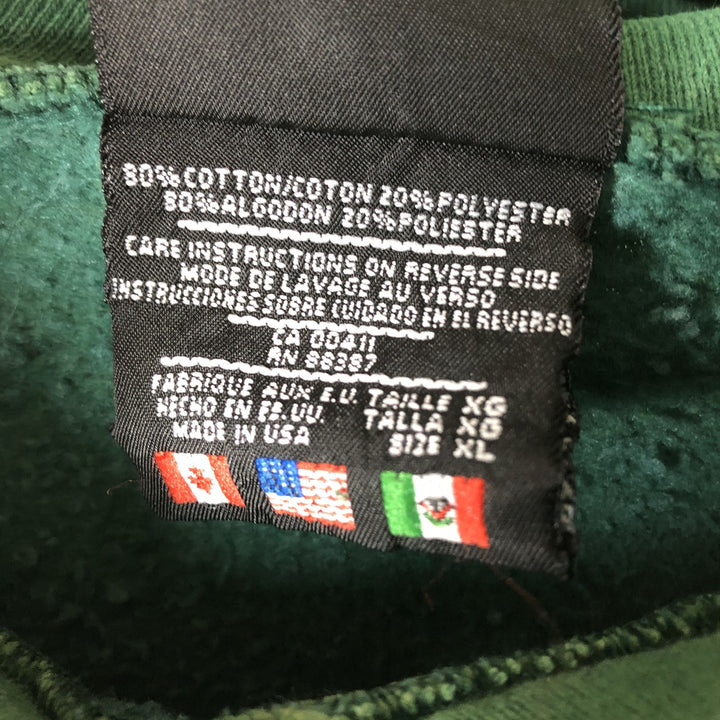 80% COTTON/COTON 20% POLYESTER
80% ALGODON 20% POLIESTER
CARE INSTRUCTIONS ON REVERSE SIDE
MODE DE LAVAGE AU VERSO
INSTRUCCIONES SOBRE CUIDADO EN EL REVERSO
CA 00411
RN 88387
FABRIQUE AUX E.U. TAILLE XG
HECHO EN EE.UU. TALLA XG
MADE IN USA SIZE XL